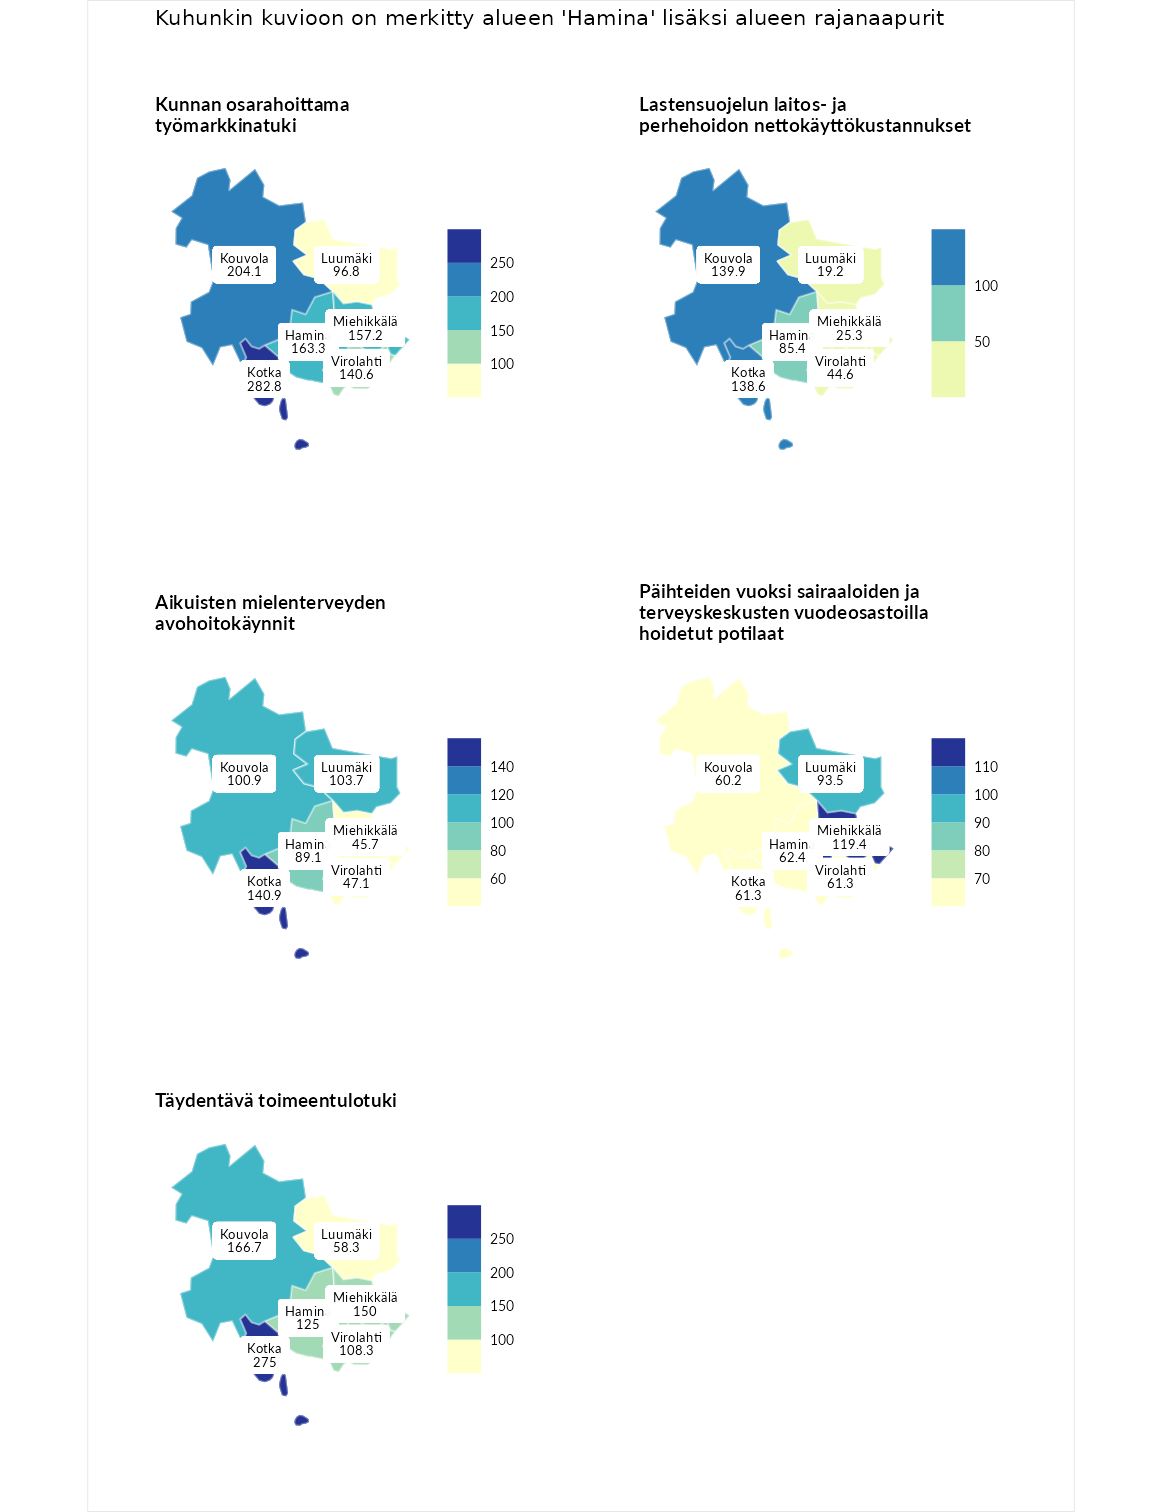 Kuhunkin kuvioon on merkitty alueen 'Hamina' lisäksi alueen rajanaapurit
Kunnan osarahoittama
työmarkkinatuki
Kouvola
204.1
Luumäki
96.8
Miehikkälä
157.2
Hamin
163.3
Virolahti
140.6
Kotka
282.8
250
200
150
100
Lastensuojelun laitos- ja
perhehoidon nettokäyttökustannukset
Kouvola
139.9
Luumäki
19.2
Miehikkälä
25.3
Hamin
85.4
Virolahti
44.6
Kotka
138.6
100
50
Aikuisten mielenterveyden
avohoitokäynnit
Kouvola
100.9
Luumäki
103.7
Miehikkälä
45.7
Hamin
89.1
Virolahti
47.1
Kotka
140.9
140
120
100
80
60
Päihteiden vuoksi sairaaloiden ja
terveyskeskusten vuodeosastoilla
hoidetut potilaat
Kouvola
60.2
Luumäki
93.5
Miehikkälä
119.4
Hamin
62.4
Virolahti
61.3
Kotka
61.3
110
100
90
80
70
Täydentävä toimeentulotuki
Kouvola
166.7
Luumäki
58.3
Miehikkälä
150
Hamin
125
Virolahti
108.3
Kotka
275
250
200
150
100